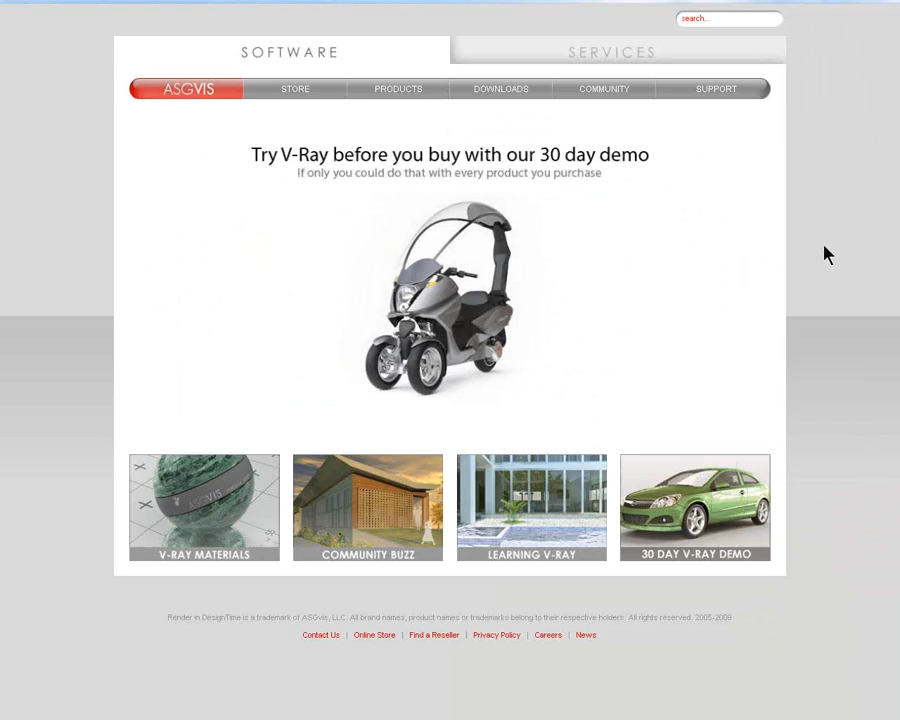 search...
SOFTWARE
SERVICES
ASGVIS
STORE
PRODUCTS
DOWNLOADS
COMMUNITY
SUPPORT
Try V-Ray before you buy with our 30 day demo
If only you could do that with every product you purchase
ASGVIS
V-RAY MATERIALS
COMMUNITY BUZZ
LEARNING V-RAY
30 DAY V-RAY DEMO
Render in DesignTime is a trademark of ASGvis, LLC. All brand names, product names or trademarks belong to their respective holders. All rights reserved. 2005-2009
Contact Us | Online Store | Find a Reseller | Privacy Policy | Careers | News